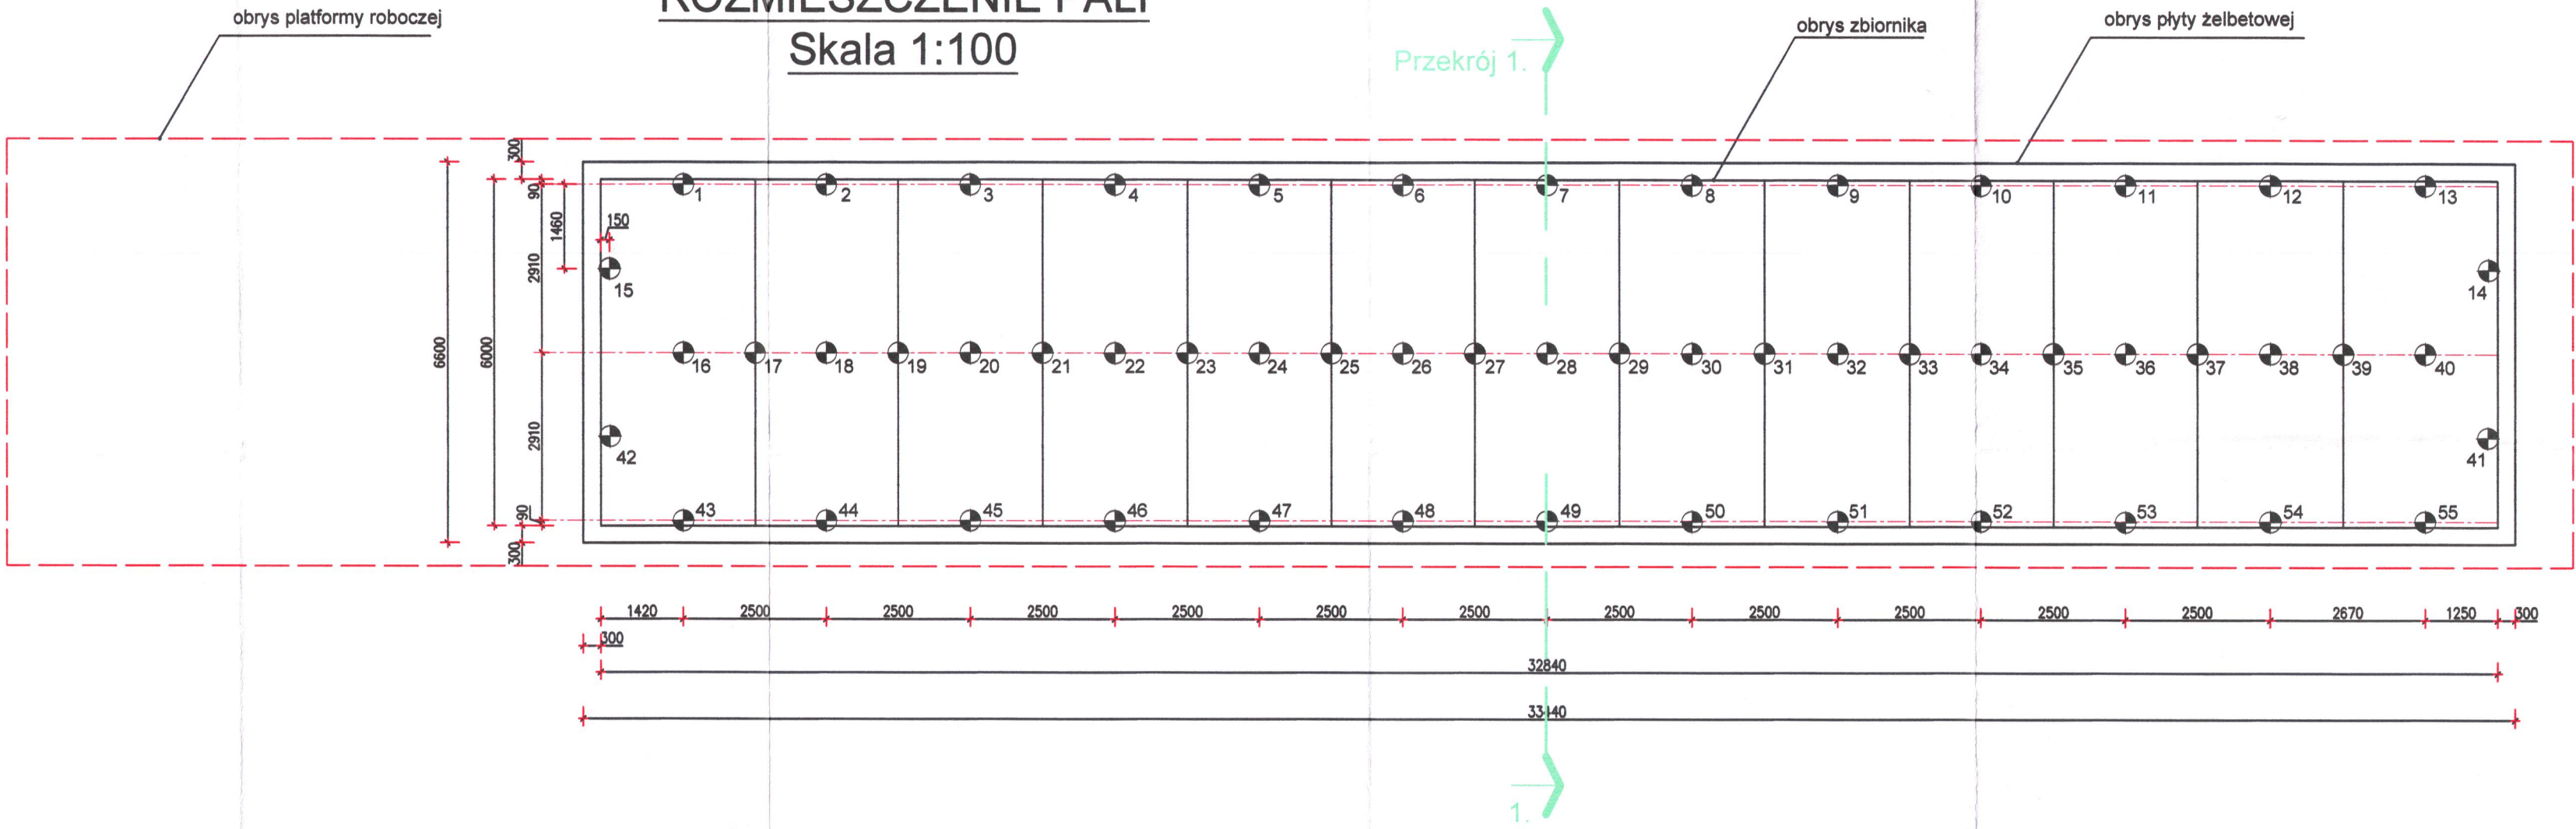 obrys platformy roboczej
ROZMIESZCZENIE PALI
Skala 1:100
Przekrój 1.
obrys zbiornika
obrys płyty żelbetowej
300
90
1460
150
2910
6600
6000
2910
90
300
1 2 3 4 5 6 7 8 9 10 11 12 13
15 14
16 17 18 19 20 21 22 23 24 25 26 27 28 29 30 31 32 33 34 35 36 37 38 39 40
42 41
43 44 45 46 47 48 49 50 51 52 53 54 55
1420 2500 2500 2500 2500 2500 2500 2500 2500 2500 2500 2500 2670 1250 300
300
32840
33440
1.